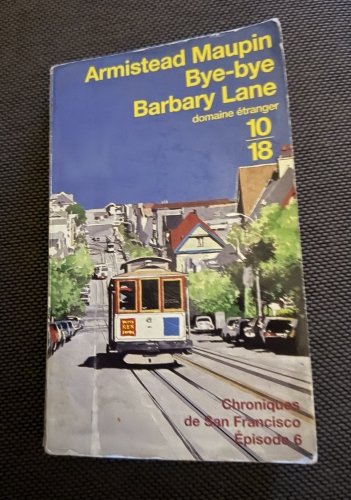 Armistead Maupin
Bye-bye
Barbary Lane
domaine étranger
10
18
Chroniques
de San Francisco
Épisode 6